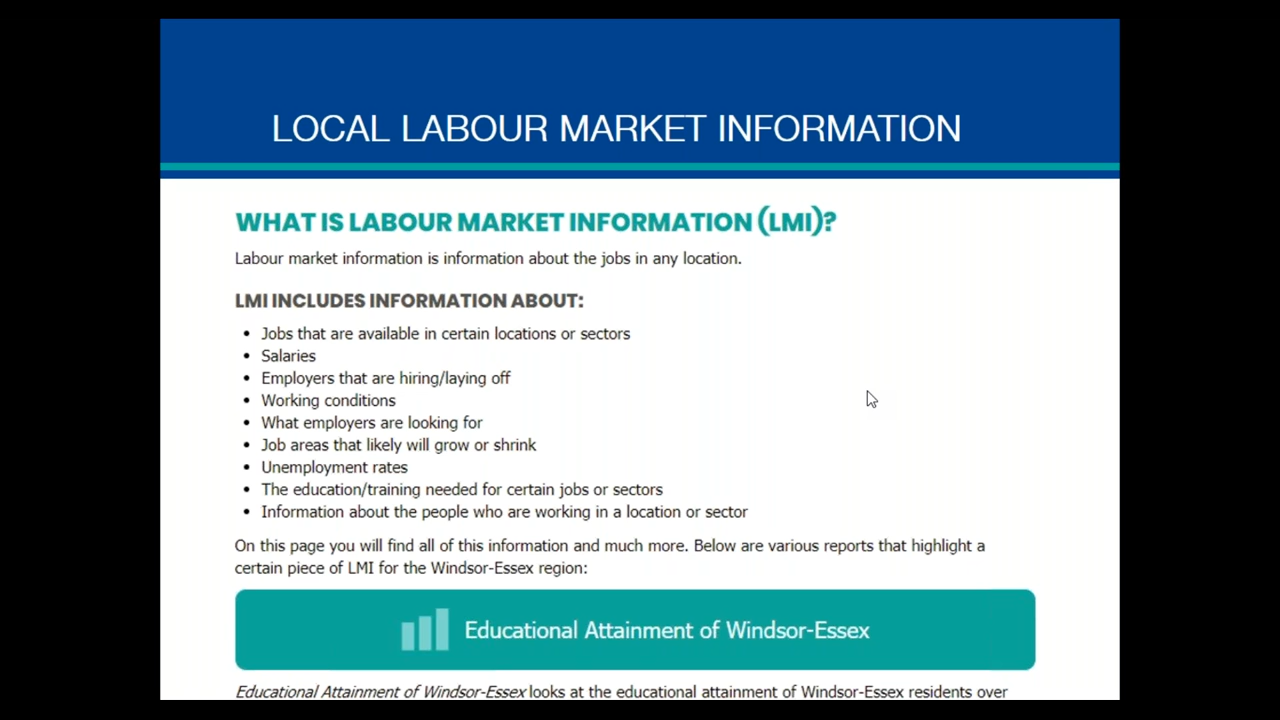 LOCAL LABOUR MARKET INFORMATION
WHAT IS LABOUR MARKET INFORMATION (LMI)?
Labour market information is information about the jobs in any location.
LMI INCLUDES INFORMATION ABOUT:
• Jobs that are available in certain locations or sectors
• Salaries
• Employers that are hiring/laying off
• Working conditions
• What employers are looking for
• Job areas that likely will grow or shrink
• Unemployment rates
• The education/training needed for certain jobs or sectors
• Information about the people who are working in a location or sector
On this page you will find all of this information and much more. Below are various reports that highlight a
certain piece of LMI for the Windsor-Essex region:
Educational Attainment of Windsor-Essex
Educational Attainment of Windsor-Essex looks at the educational attainment of Windsor-Essex residents over